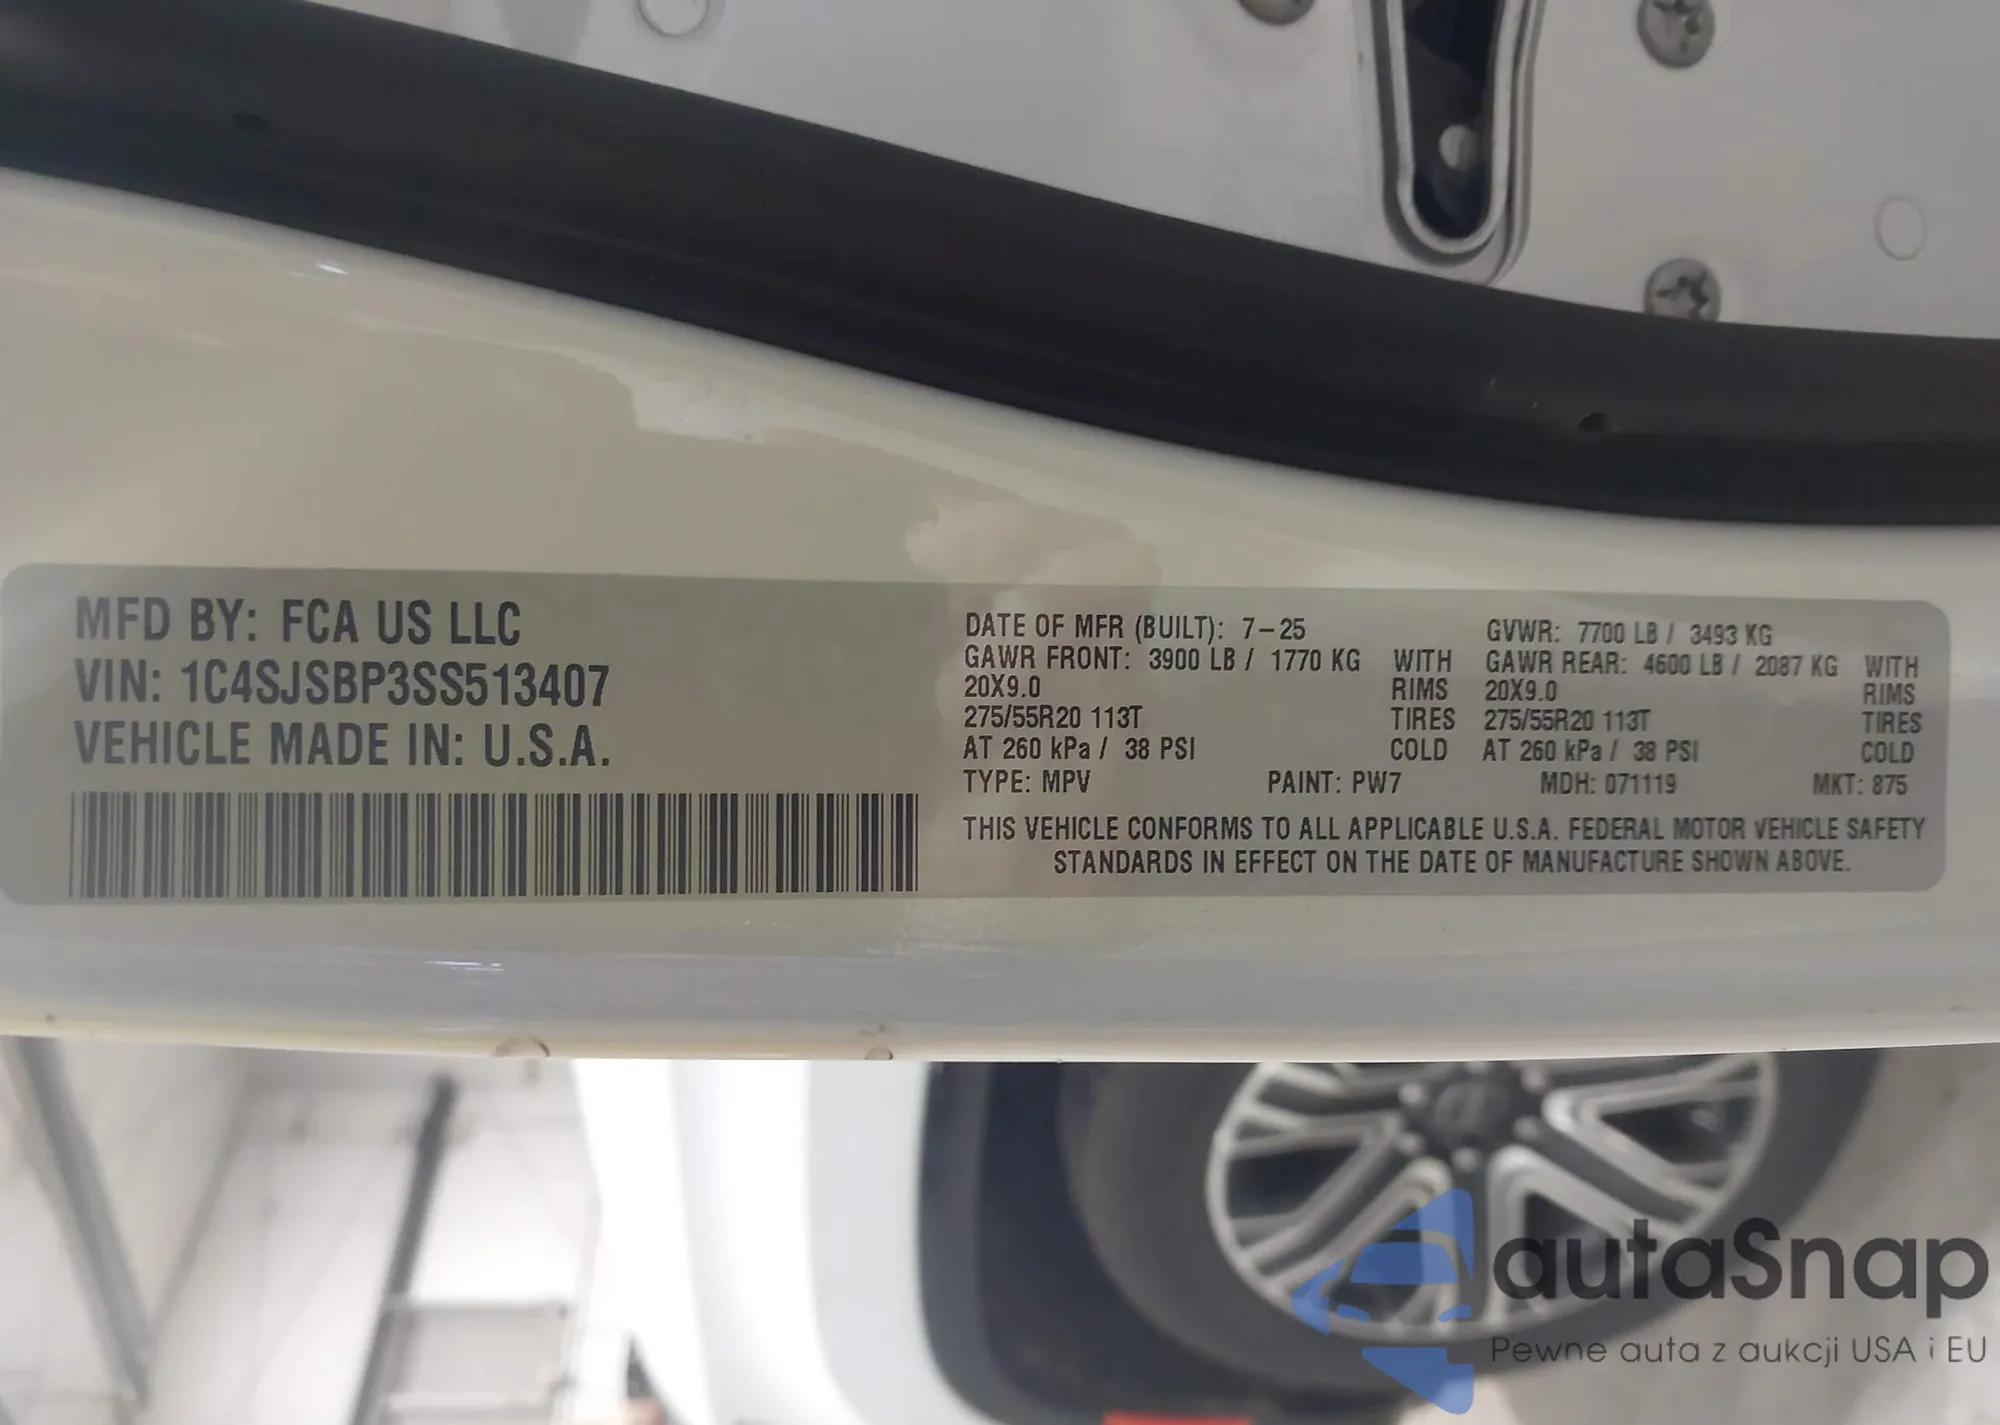 MFD BY: FCA US LLC
VIN: 1C4SJSBP3SS513407
VEHICLE MADE IN: U.S.A.
DATE OF MFR (BUILT): 7-25 GVWR: 7700 LB / 3493 KG
GAWR FRONT: 3900 LB / 1770 KG WITH GAWR REAR: 4600 LB / 2087 KG WITH
20X9.0 RIMS 20X9.0 RIMS
275/55R20 113T TIRES 275/55R20 113T TIRES
AT 260 kPa / 38 PSI COLD AT 260 kPa / 38 PSI COLD
TYPE: MPV PAINT: PW7 MDH: 071119 MKT: 875
THIS VEHICLE CONFORMS TO ALL APPLICABLE U.S.A. FEDERAL MOTOR VEHICLE SAFETY
STANDARDS IN EFFECT ON THE DATE OF MANUFACTURE SHOWN ABOVE.
autaSnap
Pewne auta z aukcji USA i EU